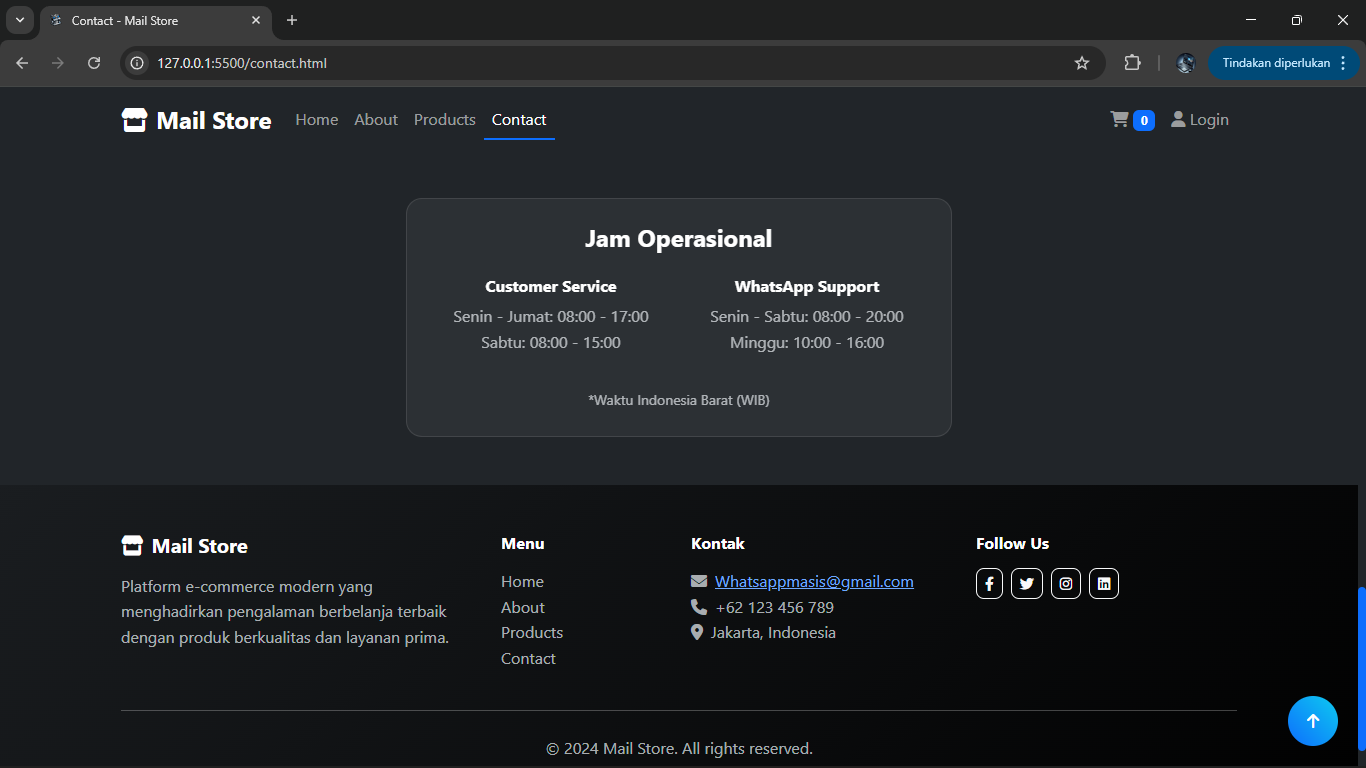 Contact - Mail Store
127.0.0.1:5500/contact.html
Tindakan diperlukan
Mail Store
Home About Products Contact
0
Login
Jam Operasional
Customer Service
Senin - Jumat: 08:00 - 17:00
Sabtu: 08:00 - 15:00
WhatsApp Support
Senin - Sabtu: 08:00 - 20:00
Minggu: 10:00 - 16:00
*Waktu Indonesia Barat (WIB)
Mail Store
Platform e-commerce modern yang
menghadirkan pengalaman berbelanja terbaik
dengan produk berkualitas dan layanan prima.
Menu
Home
About
Products
Contact
Kontak
Whatsappmasis@gmail.com
+62 123 456 789
Jakarta, Indonesia
Follow Us
© 2024 Mail Store. All rights reserved.